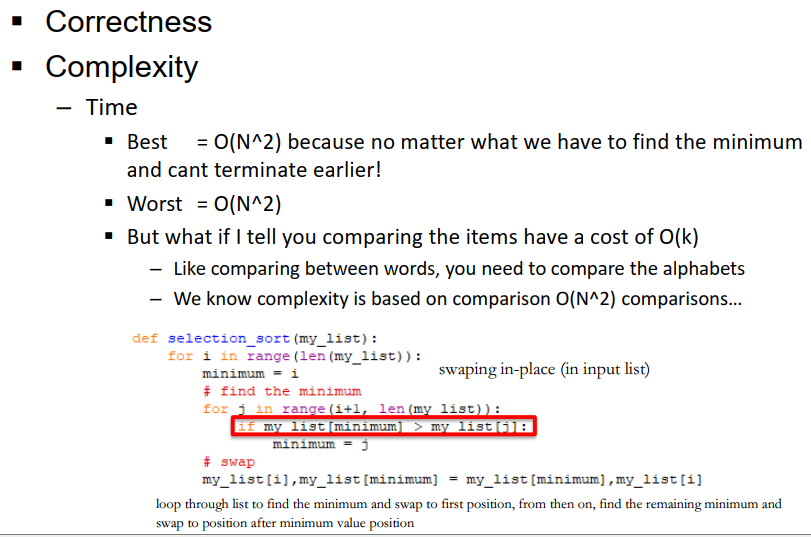 ▪ Correctness
▪ Complexity
– Time
▪ Best = O(N^2) because no matter what we have to find the minimum
and cant terminate earlier!
▪ Worst = O(N^2)
▪ But what if I tell you comparing the items have a cost of O(k)
– Like comparing between words, you need to compare the alphabets
– We know complexity is based on comparison O(N^2) comparisons...
def selection_sort(my_list):
for i in range(len(my_list)):
minimum = i
swaping in-place (in input list)
# find the minimum
for j in range(i+1, len(my_list)):
if my_list[minimum] > my_list[j]:
minimum = j
# swap
my_list[i],my_list[minimum] = my_list[minimum],my_list[i]
loop through list to find the minimum and swap to first position, from then on, find the remaining minimum and
swap to position after minimum value position